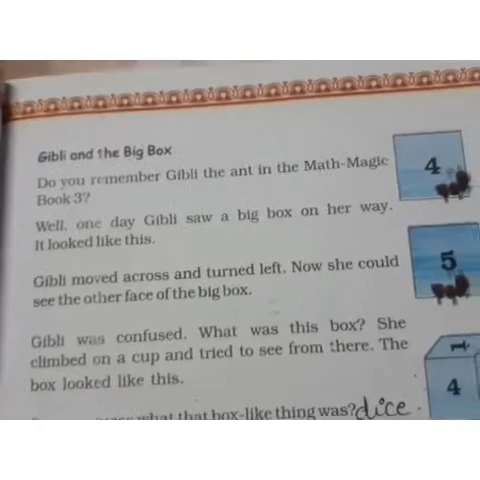 Gibli and the Big Box
Do you remember Gibli the ant in the Math-Magic
Book 3?
4
Well, one day Gibli saw a big box on her way.
It looked like this.
Gibli moved across and turned left. Now she could
see the other face of the big box.
5
Gibli was confused. What was this box? She
climbed on a cup and tried to see from there. The
box looked like this.
1
4
what that box-like thing was? dice